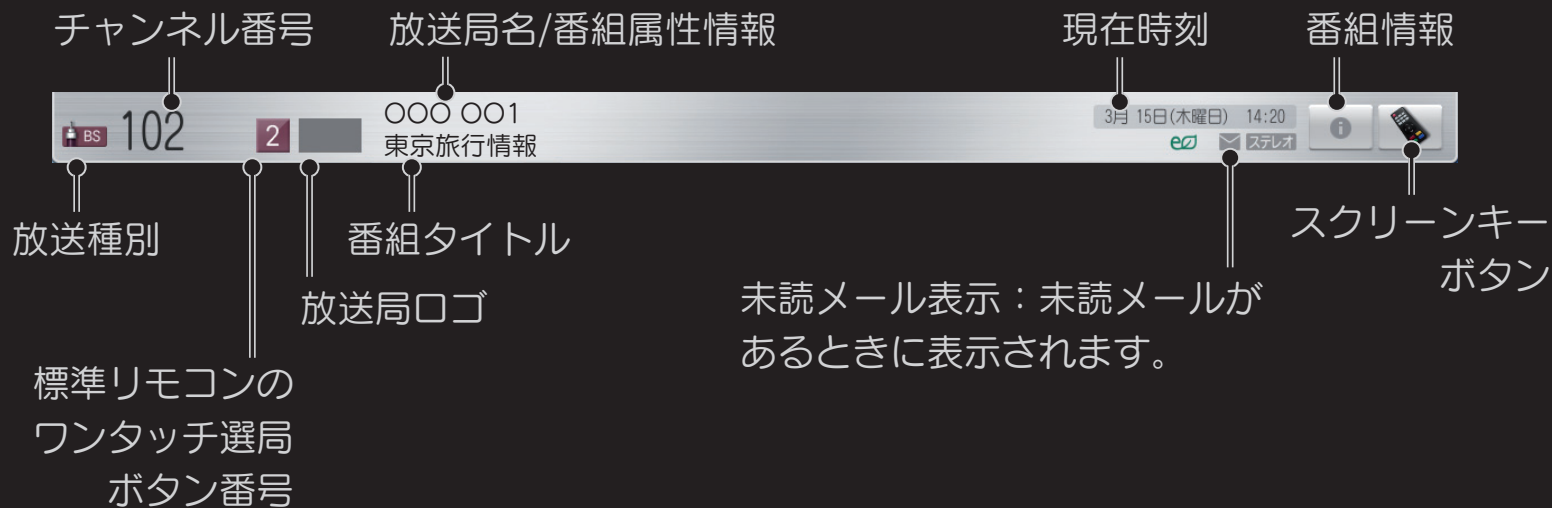 チャンネル番号
放送局名/番組属性情報
現在時刻
番組情報
BS
102
2
〇〇〇 〇〇1
東京旅行情報
3月 15日(木曜日) 14:20
ステレオ
放送種別
番組タイトル
放送局ロゴ
標準リモコンの
ワンタッチ選局
ボタン番号
未読メール表示：未読メールが
あるときに表示されます。
スクリーンキー
ボタン